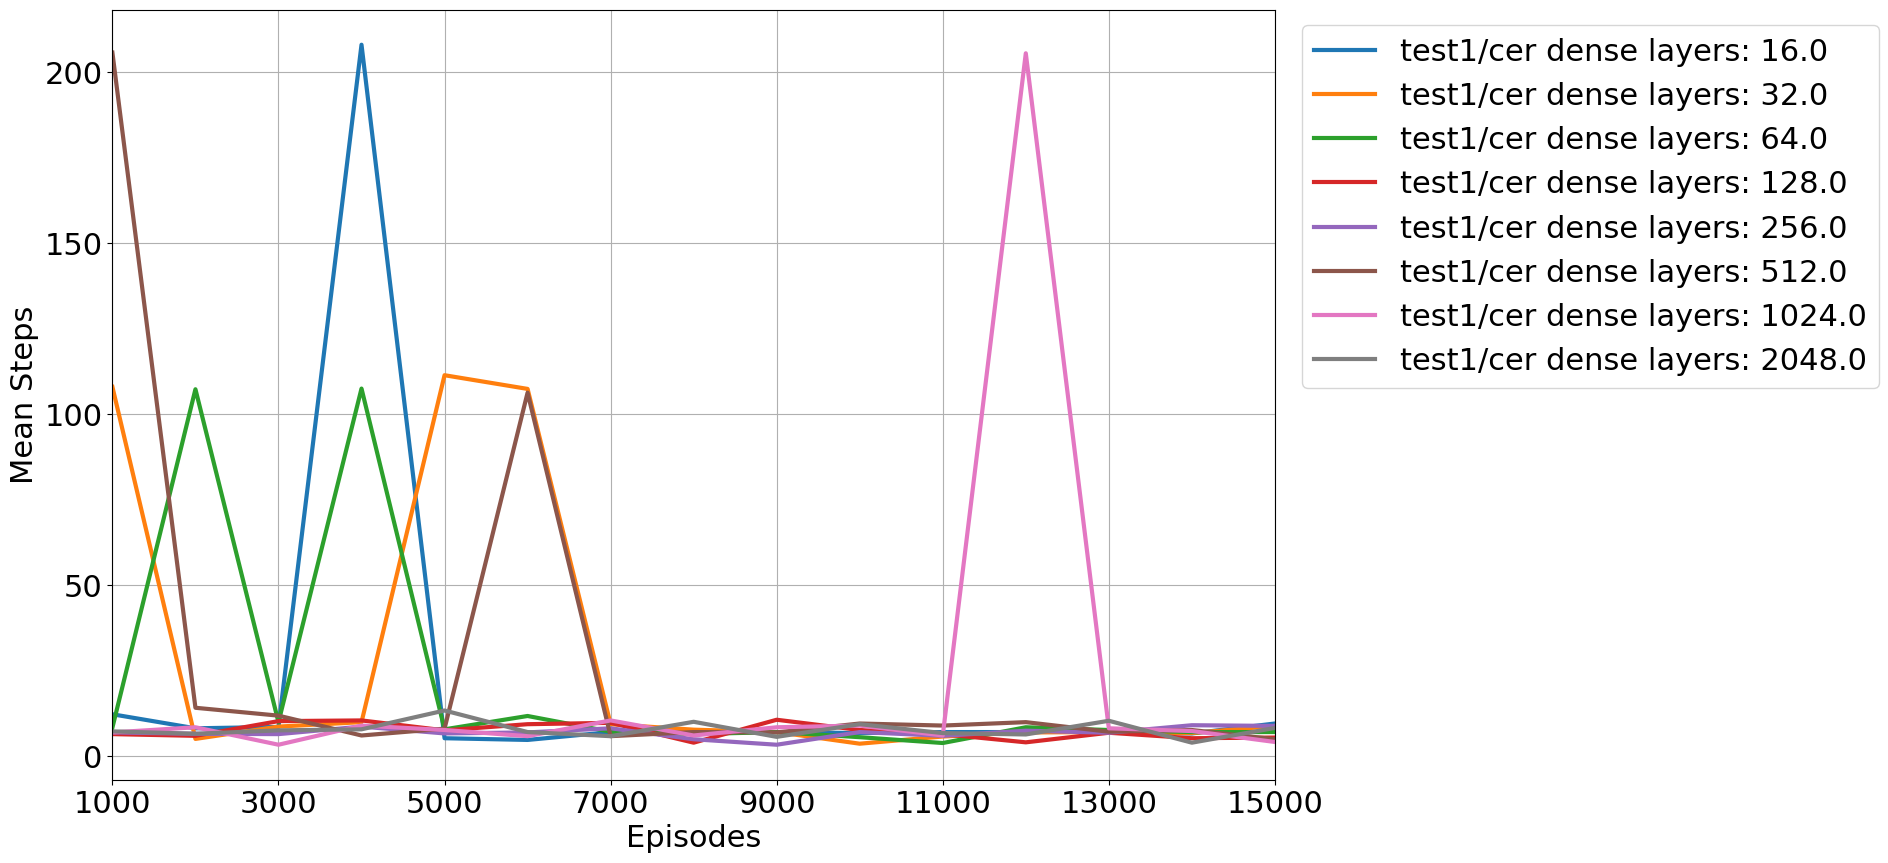 200
150
100
50
0
Mean Steps
1000 3000 5000 7000 9000 11000 13000 15000
Episodes
test1/cer dense layers: 16.0
test1/cer dense layers: 32.0
test1/cer dense layers: 64.0
test1/cer dense layers: 128.0
test1/cer dense layers: 256.0
test1/cer dense layers: 512.0
test1/cer dense layers: 1024.0
test1/cer dense layers: 2048.0